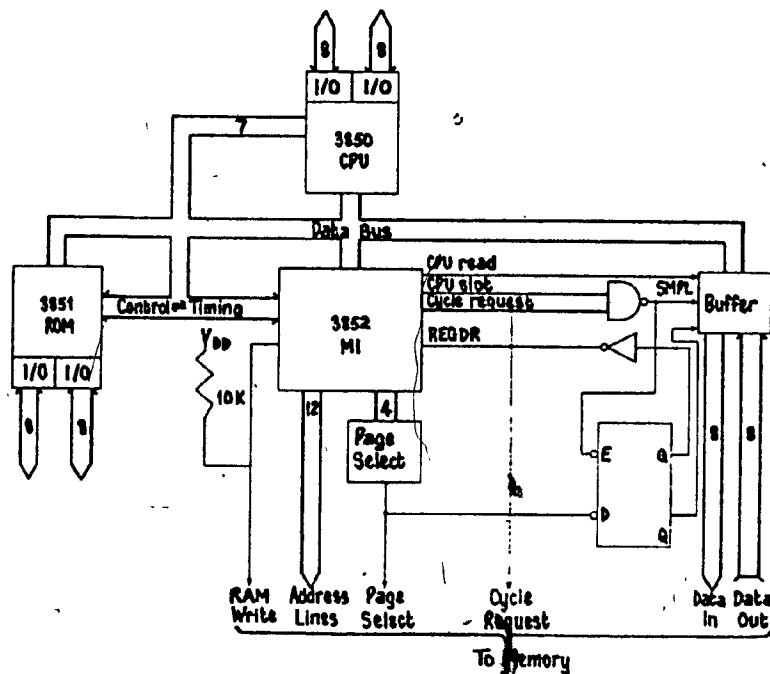 8 8
I/O I/O
7
3850
CPU
Data Bus
3851
ROM
I/O I/O
8 8
Control⇌Timing
VDD
10K
3852
MI
CPU read
CPU slot
Cycle request
REGDR
SMPL
Buffer
12
4
Page
Select
E
Q
D
Q
8
8
RAM
Write
Address
Lines
Page
Select
Cycle
Request
Data
In
Data
Out
To Memory